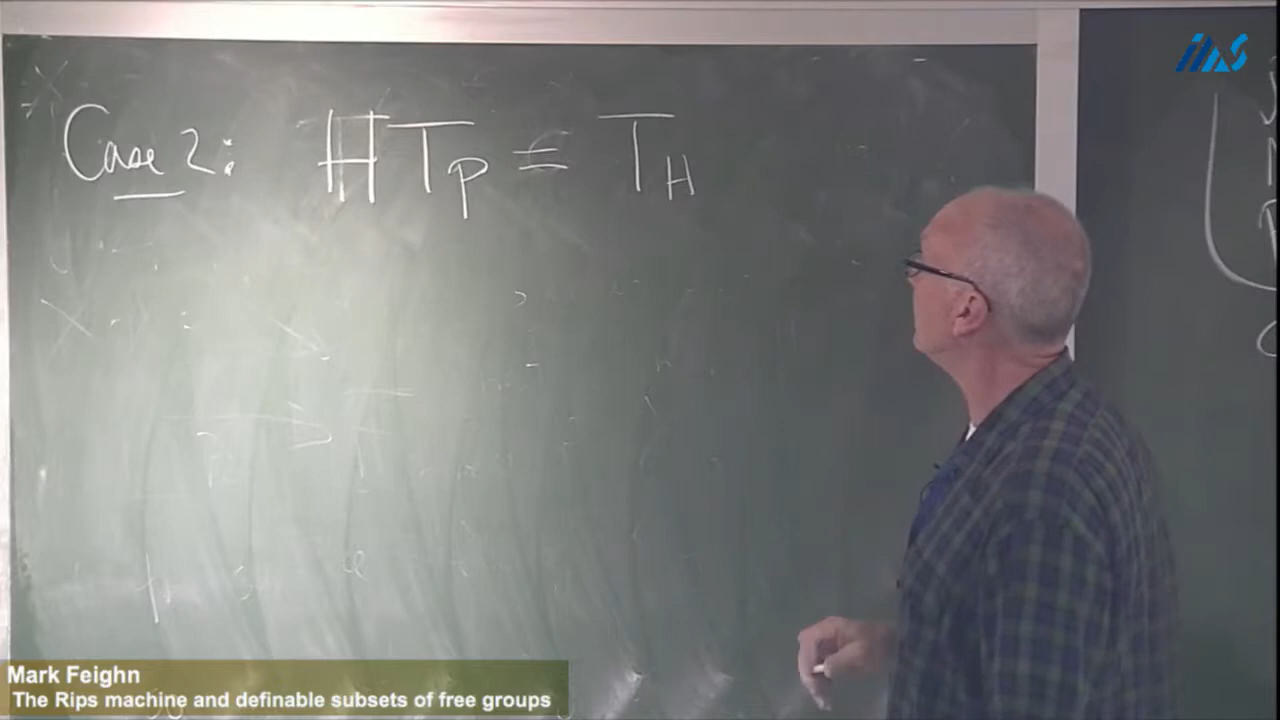 Case 2: H T_P = T_H
IAS
Mark Feighn
The Rips machine and definable subsets of free groups